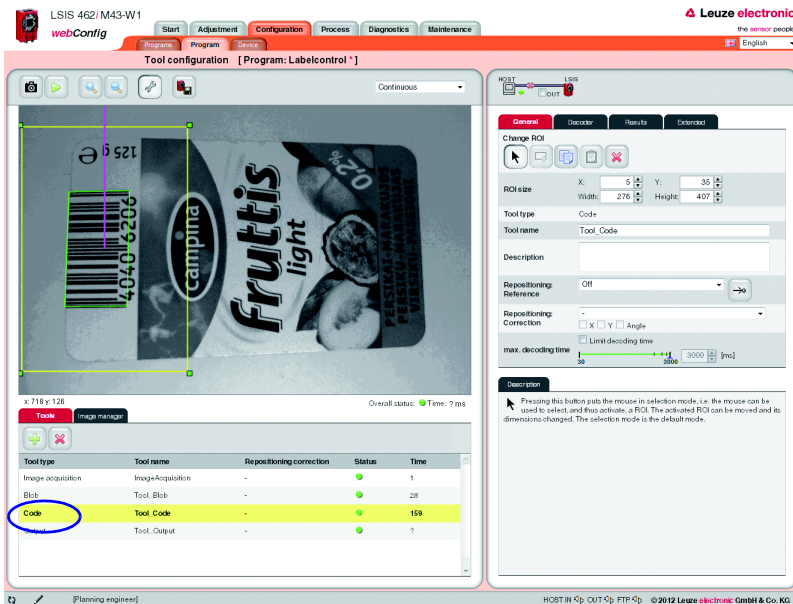 LSIS 462i M43-W1
webConfig
Start Adjustment Configuration Process Diagnostics Maintenance
Programs Program Device
Leuze electronic
the sensor people
English
Tool configuration [ Program: Labelcontrol * ]
Continuous
HOST LSIS
OUT
125 g
4040 6206
campina
fruttis
light
0,2%
General Decoder Results Extended
Change ROI
ROI size
X: 5 Y: 35
Width: 276 Height: 407
Tool type Code
Tool name Tool_Code
Description
Repositioning: Reference Off
Repositioning: Correction -
X Y Angle
max. decoding time Limit decoding time
30 3000 3000 [ms]
x: 718 y: 126
Overall status: Time: ? ms
Description
Pressing this button puts the mouse in selection mode, i.e. the mouse can be
used to select, and thus activate, a ROI. The activated ROI can be moved and its
dimensions changed. The selection mode is the default mode.
Tools Image manager
Tool type Tool name Repositioning correction Status Time
Image acquisition ImageAcquisition - 1
Blob Tool_Blob - 28
Code Tool_Code - 159
Output Tool_Output - ?
[Planning engineer]
HOST IN OUT FTP © 2012 Leuze electronic GmbH & Co. KG